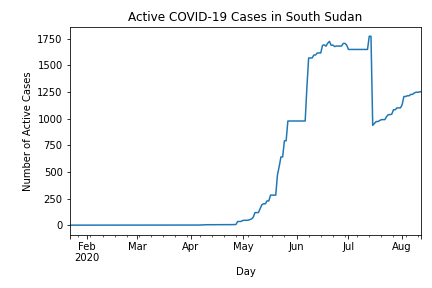 Active COVID-19 Cases in South Sudan
Number of Active Cases
1750
1500
1250
1000
750
500
250
0
Feb Mar Apr May Jun Jul Aug
2020
Day